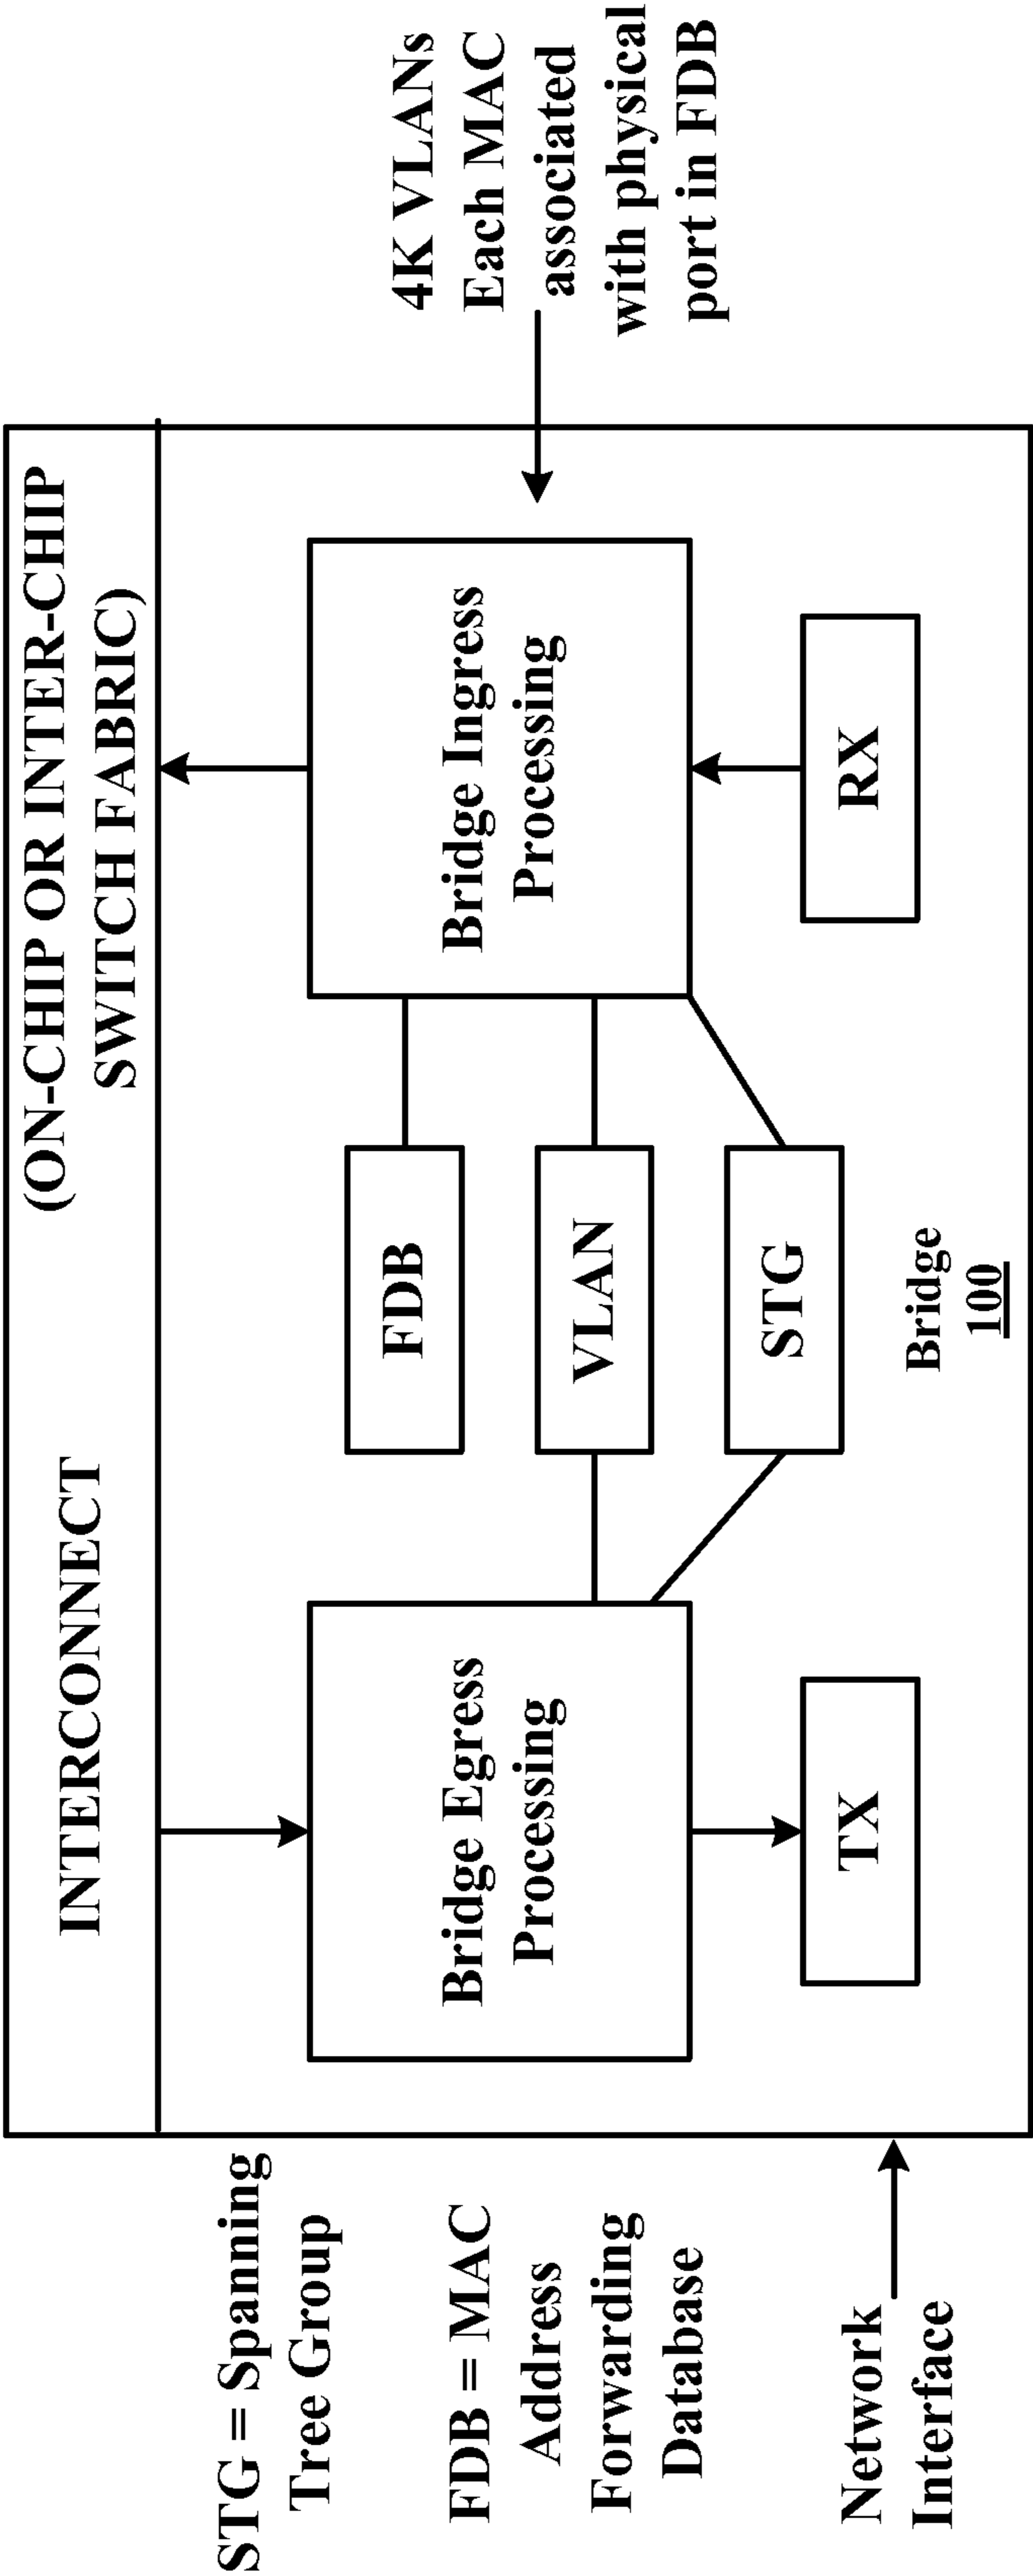 INTERCONNECT
(ON-CHIP OR INTER-CHIP
SWITCH FABRIC)
STG = Spanning
Tree Group
FDB = MAC
Address
Forwarding
Database
Network
Interface
Bridge Egress
Processing
TX
FDB
VLAN
STG
Bridge
100
Bridge Ingress
Processing
RX
4K VLANs
Each MAC
associated
with physical
port in FDB